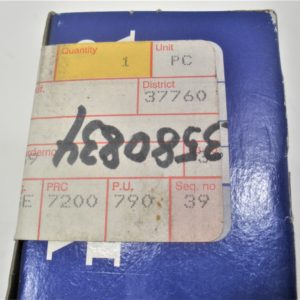 Quantity Unit
1 PC
District
37760
3580834
PRC P.U, Seq. no
E 7200 790 39